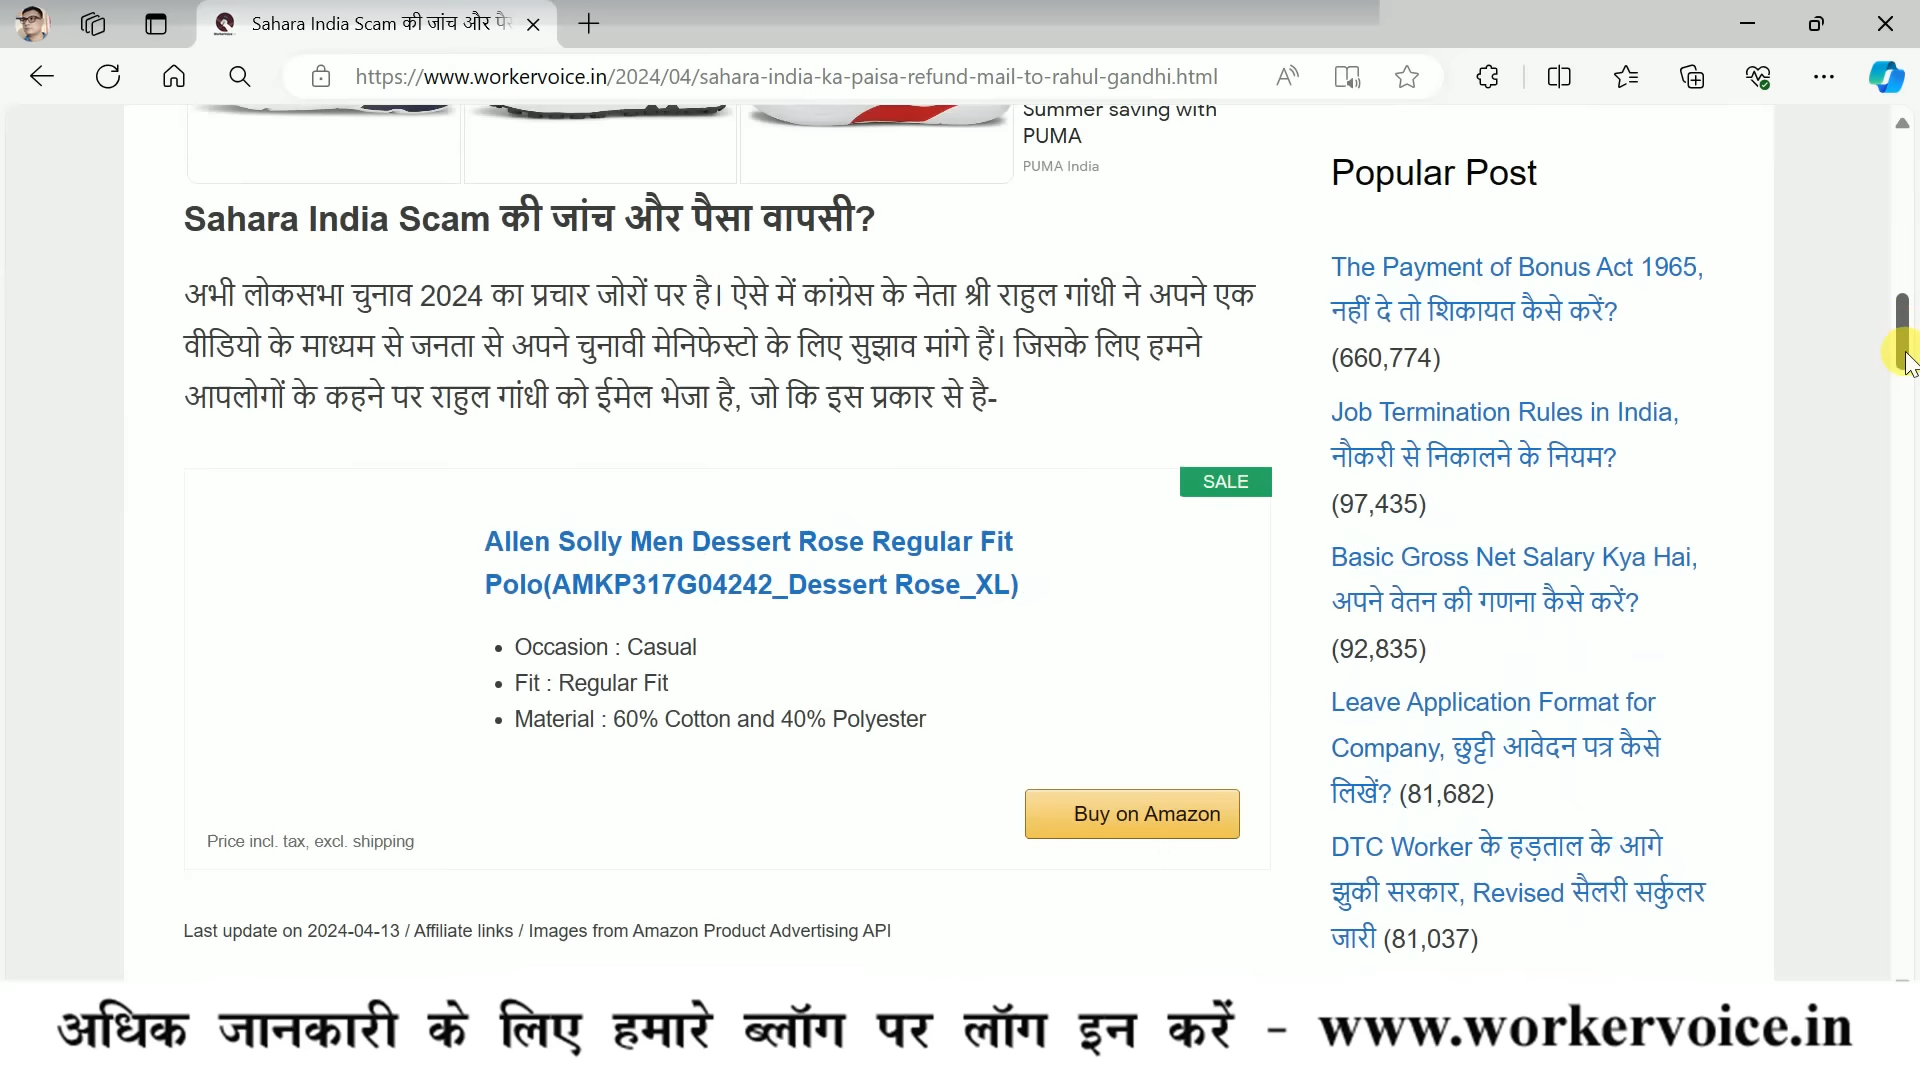 Sahara India Scam की जांच और पै
https://www.workervoice.in/2024/04/sahara-india-ka-paisa-refund-mail-to-rahul-gandhi.html
Summer saving with
PUMA
PUMA India
Sahara India Scam की जांच और पैसा वापसी?
अभी लोकसभा चुनाव 2024 का प्रचार जोरों पर है। ऐसे में कांग्रेस के नेता श्री राहुल गांधी ने अपने एक
वीडियो के माध्यम से जनता से अपने चुनावी मेनिफेस्टो के लिए सुझाव मांगे हैं। जिसके लिए हमने
आपलोगों के कहने पर राहुल गांधी को ईमेल भेजा है, जो कि इस प्रकार से है-
SALE
Allen Solly Men Dessert Rose Regular Fit
Polo(AMKP317G04242_Dessert Rose_XL)
• Occasion : Casual
• Fit : Regular Fit
• Material : 60% Cotton and 40% Polyester
Buy on Amazon
Price incl. tax, excl. shipping
Last update on 2024-04-13 / Affiliate links / Images from Amazon Product Advertising API
Popular Post
The Payment of Bonus Act 1965,
नहीं दे तो शिकायत कैसे करें?
(660,774)
Job Termination Rules in India,
नौकरी से निकालने के नियम?
(97,435)
Basic Gross Net Salary Kya Hai,
अपने वेतन की गणना कैसे करें?
(92,835)
Leave Application Format for
Company, छुट्टी आवेदन पत्र कैसे
लिखें? (81,682)
DTC Worker के हड़ताल के आगे
झुकी सरकार, Revised सैलरी सर्कुलर
जारी (81,037)
अधिक जानकारी के लिए हमारे ब्लॉग पर लॉग इन करें - www.workervoice.in